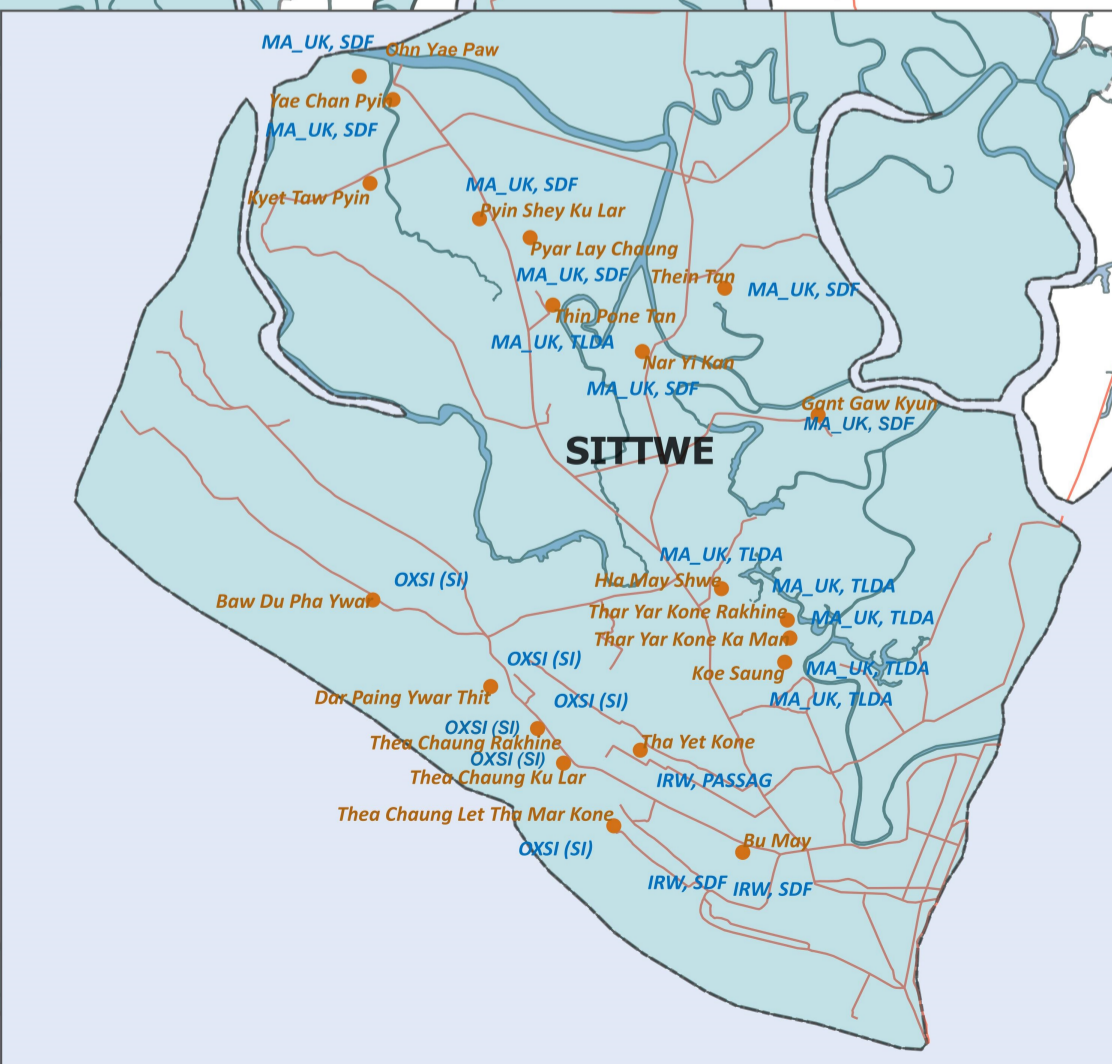 MA_UK, SDF
Ohn Yae Paw
Yae Chan Pyin
MA_UK, SDF
Kyet Taw Pyin
MA_UK, SDF
Pyin Shey Ku Lar
Pyar Lay Chaung
MA_UK, SDF
Thein Tan
MA_UK, SDF
Thin Pone Tan
MA_UK, TLDA
Nar Yi Kan
MA_UK, SDF
Gant Gaw Kyun
MA_UK, SDF
SITTWE
MA_UK, TLDA
Hla May Shwe
MA_UK, TLDA
OXSI (SI)
Baw Du Pha Ywar
Thar Yar Kone Rakhine
MA_UK, TLDA
Thar Yar Kone Ka Man
OXSI (SI)
Koe Saung
MA_UK, TLDA
Dar Paing Ywar Thit
OXSI (SI)
MA_UK, TLDA
OXSI (SI)
Thea Chaung Rakhine
Tha Yet Kone
OXSI (SI)
Thea Chaung Ku Lar
IRW, PASSAG
Thea Chaung Let Tha Mar Kone
OXSI (SI)
Bu May
IRW, SDF
IRW, SDF